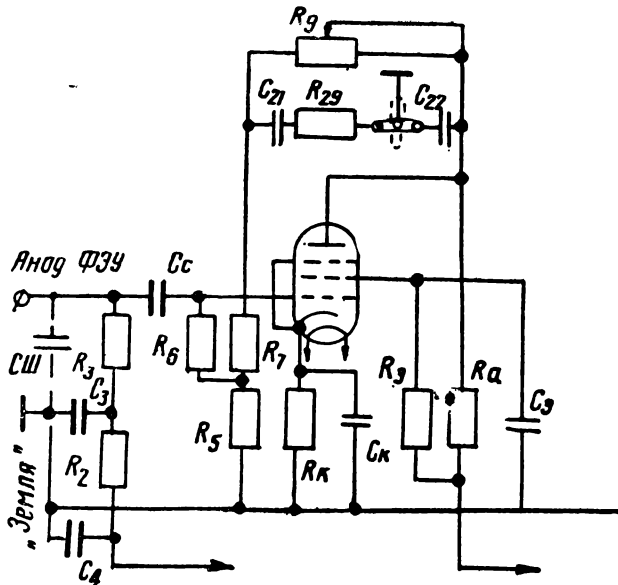 R9
C21
R29
C22
Анод ФЭУ
Cc
R6
R7
СШ
R3
C3
Rэ
Ra
Cэ
R2
R5
Rк
Cк
„Земля"
C4